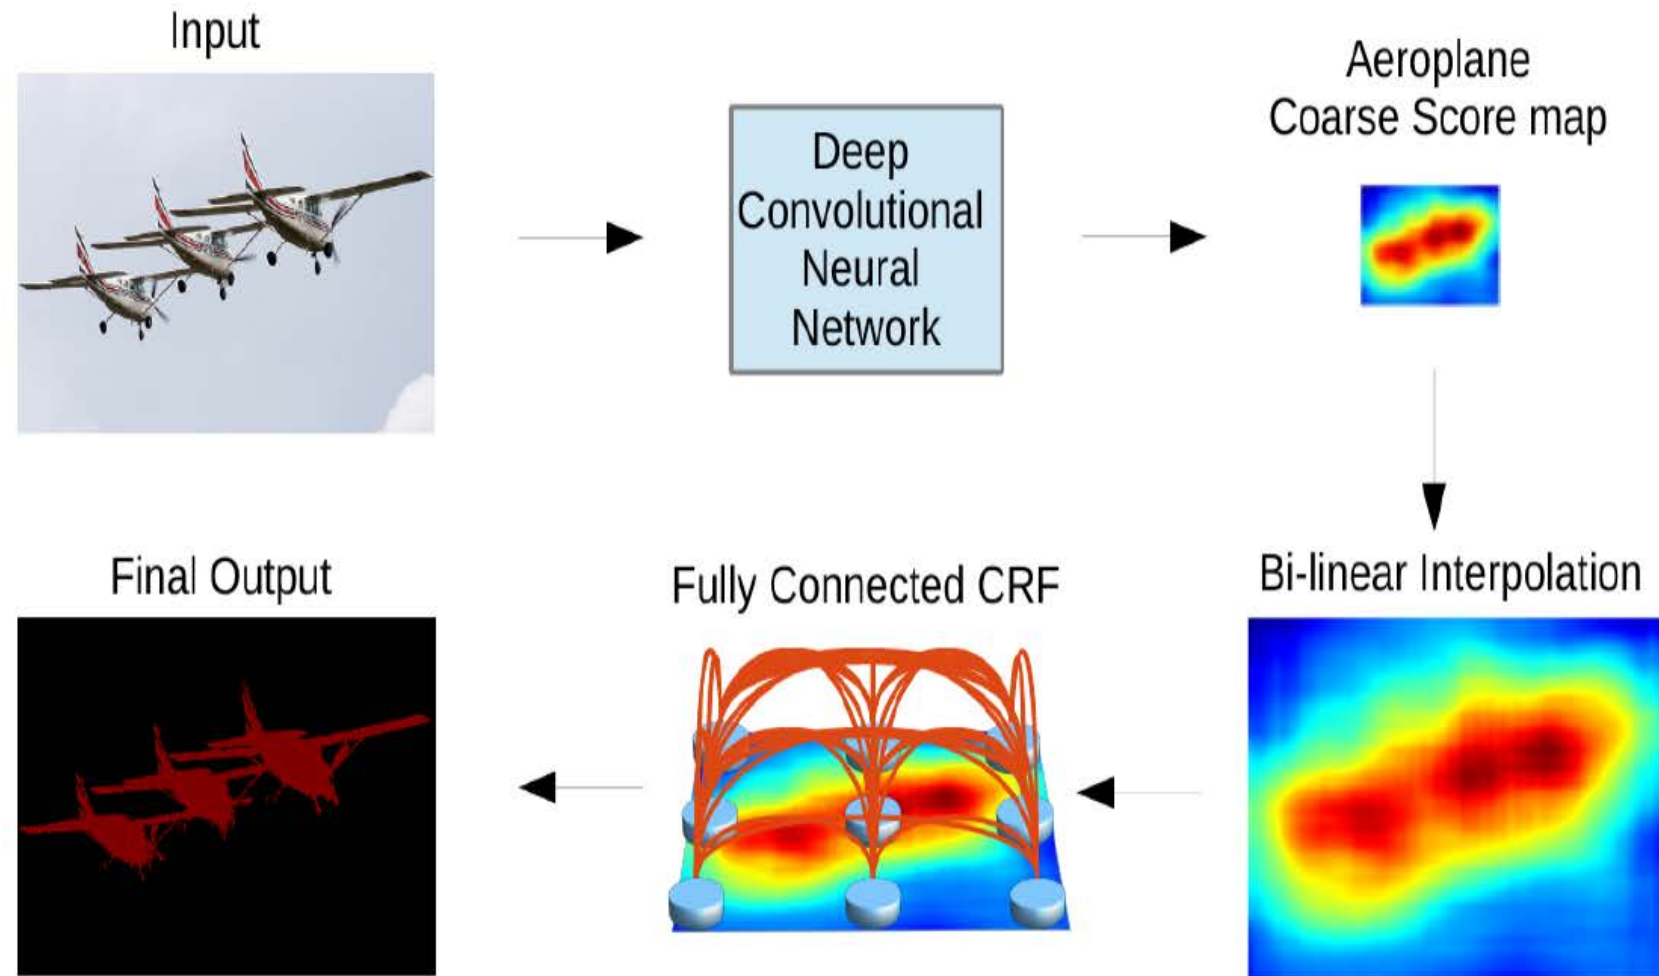 Input
Aeroplane
Coarse Score map
Deep
Convolutional
Neural
Network
Final Output
Fully Connected CRF
Bi-linear Interpolation